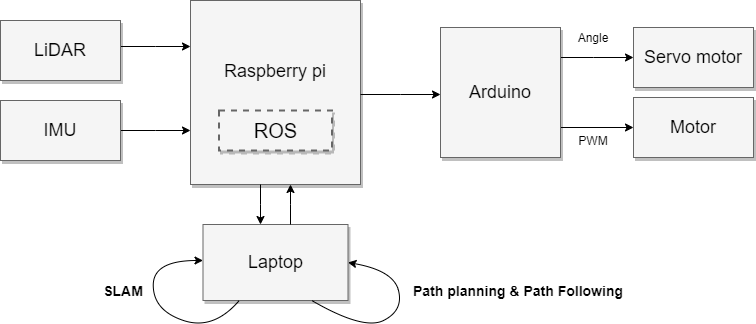 LiDAR
IMU
Raspberry pi
ROS
Arduino
Angle
Servo motor
PWM
Motor
Laptop
SLAM
Path planning & Path Following